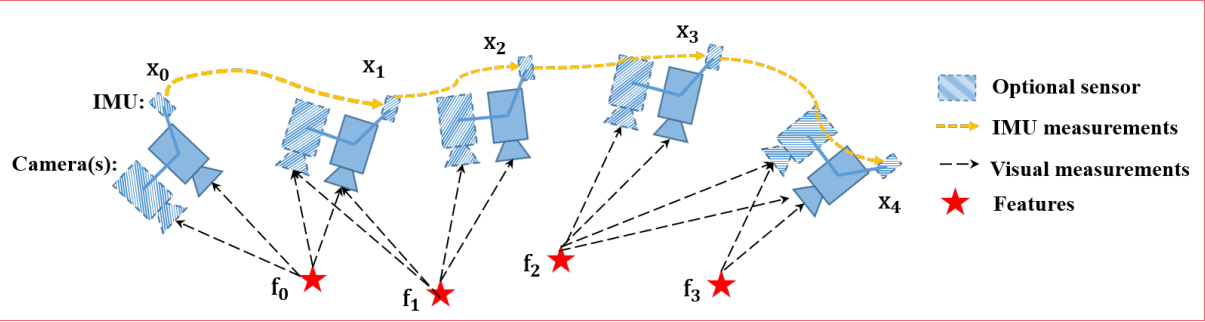 x₀
x₁
x₂
x₃
x₄
IMU:
Camera(s):
f₀
f₁
f₂
f₃
Optional sensor
IMU measurements
Visual measurements
Features